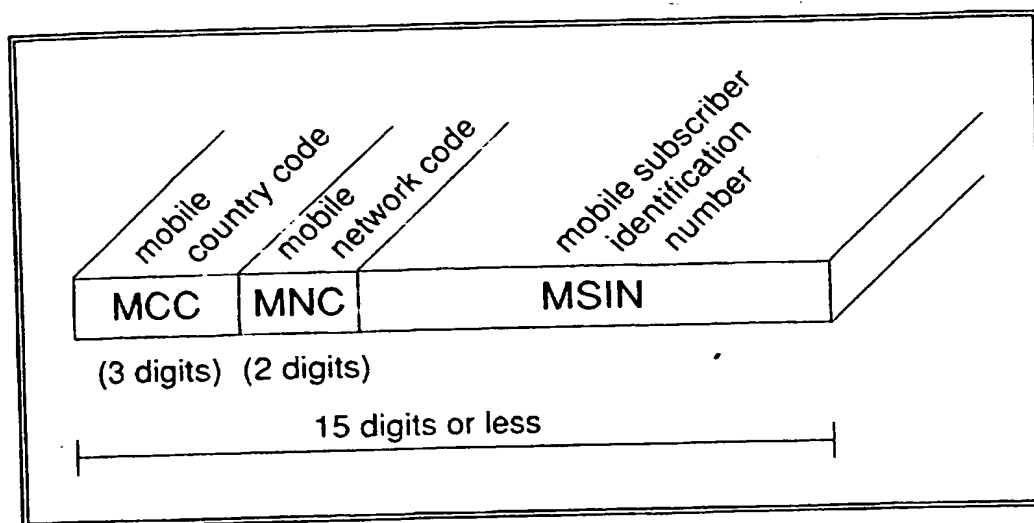 mobile
country code
mobile
network code
mobile subscriber
identification
number
MCC
MNC
MSIN
(3 digits) (2 digits)
15 digits or less